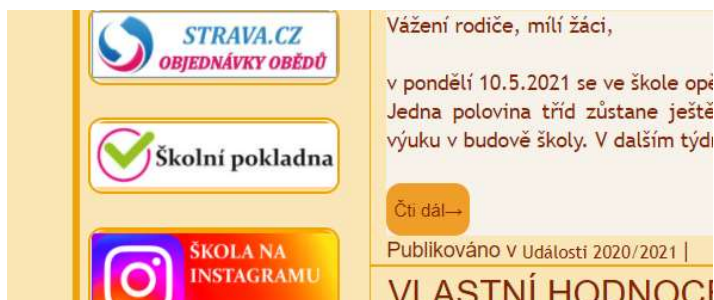 STRAVA.CZ
OBJEDNÁVKY OBĚDŮ
Školní pokladna
ŠKOLA NA
INSTAGRAMU
Vážení rodiče, milí žáci,
v pondělí 10.5.2021 se ve škole opě
Jedna polovina tříd zůstane ještě
výuku v budově školy. V dalším týd
Čti dál→
Publikováno v Události 2020/2021 |
VLASTNÍ HODNOCE